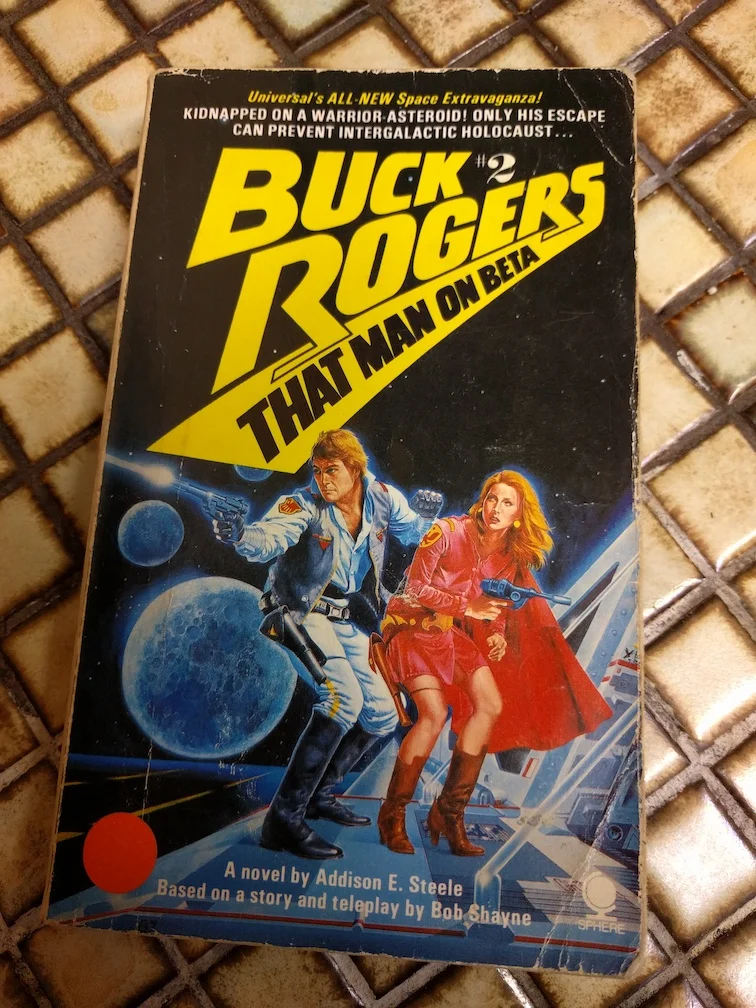 Universal's ALL-NEW Space Extravaganza!
KIDNAPPED ON A WARRIOR-ASTEROID! ONLY HIS ESCAPE
CAN PREVENT INTERGALACTIC HOLOCAUST...
BUCK #2
ROGERS
THAT MAN ON BETA
A novel by Addison E. Steele
Based on a story and teleplay by Bob Shayne
SPHERE